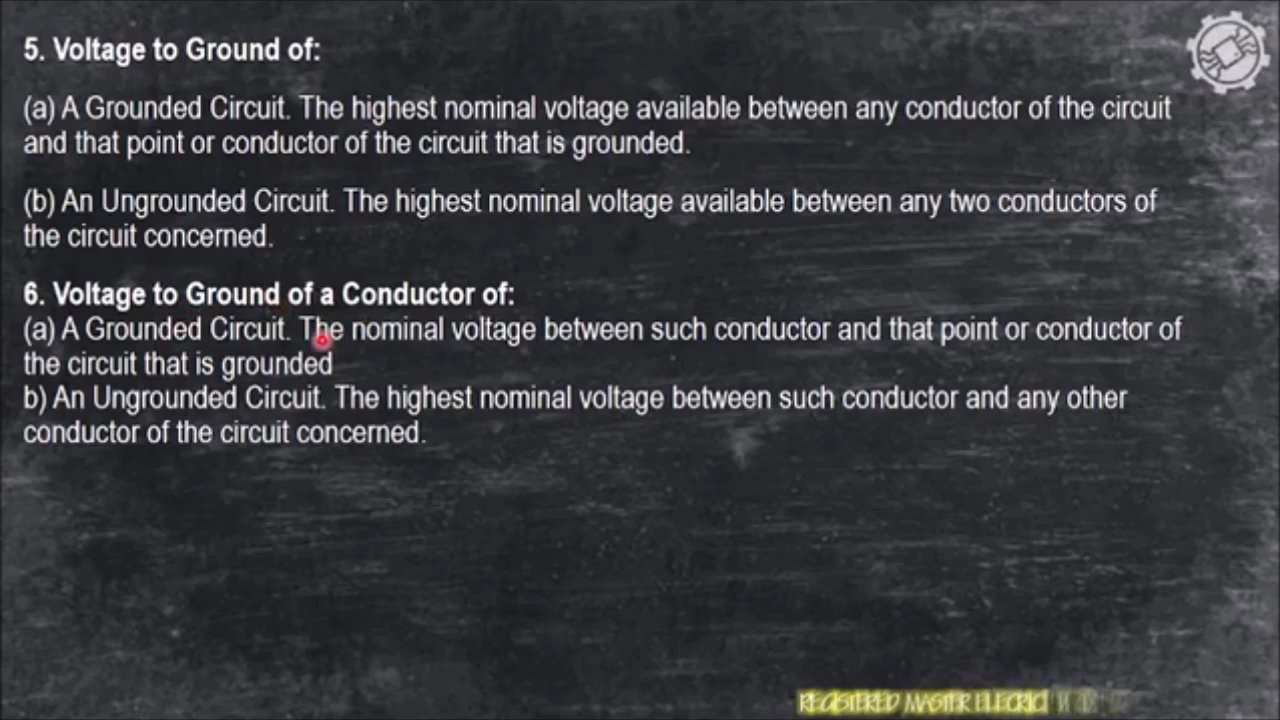 5. Voltage to Ground of:
(a) A Grounded Circuit. The highest nominal voltage available between any conductor of the circuit
and that point or conductor of the circuit that is grounded.
(b) An Ungrounded Circuit. The highest nominal voltage available between any two conductors of
the circuit concerned.
6. Voltage to Ground of a Conductor of:
(a) A Grounded Circuit. The nominal voltage between such conductor and that point or conductor of
the circuit that is grounded
b) An Ungrounded Circuit. The highest nominal voltage between such conductor and any other
conductor of the circuit concerned.
REGISTERED MASTER